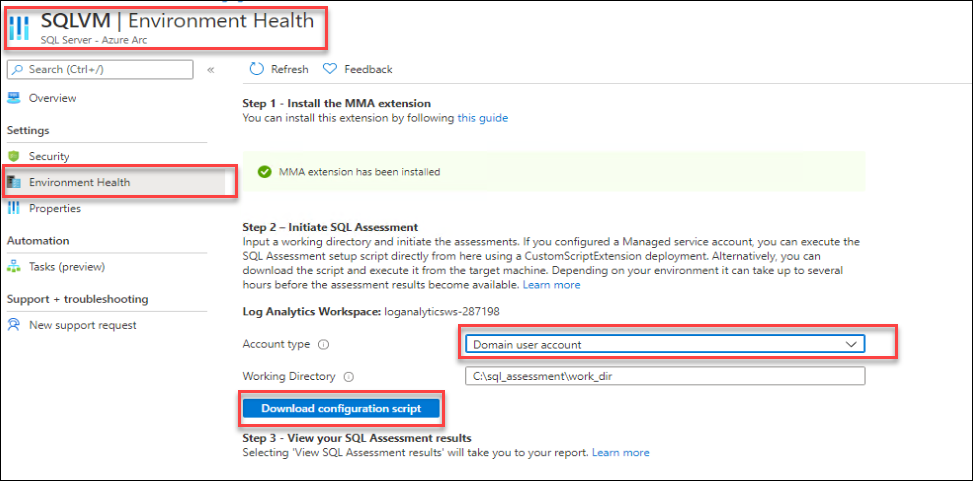 SQLVM | Environment Health
SQL Server - Azure Arc
Search (Ctrl+/)
«
Refresh
Feedback
Overview
Settings
Security
Environment Health
Properties
Automation
Tasks (preview)
Support + troubleshooting
New support request
Step 1 - Install the MMA extension
You can install this extension by following this guide
MMA extension has been installed
Step 2 – Initiate SQL Assessment
Input a working directory and initiate the assessments. If you configured a Managed service account, you can execute the
SQL Assessment setup script directly from here using a CustomScriptExtension deployment. Alternatively, you can
download the script and execute it from the target machine. Depending on your environment it can take up to several
hours before the assessment results become available. Learn more
Log Analytics Workspace: loganalyticsws-287198
Account type
Domain user account
Working Directory
C:\sql_assessment\work_dir
Download configuration script
Step 3 - View your SQL Assessment results
Selecting 'View SQL Assessment results' will take you to your report. Learn more